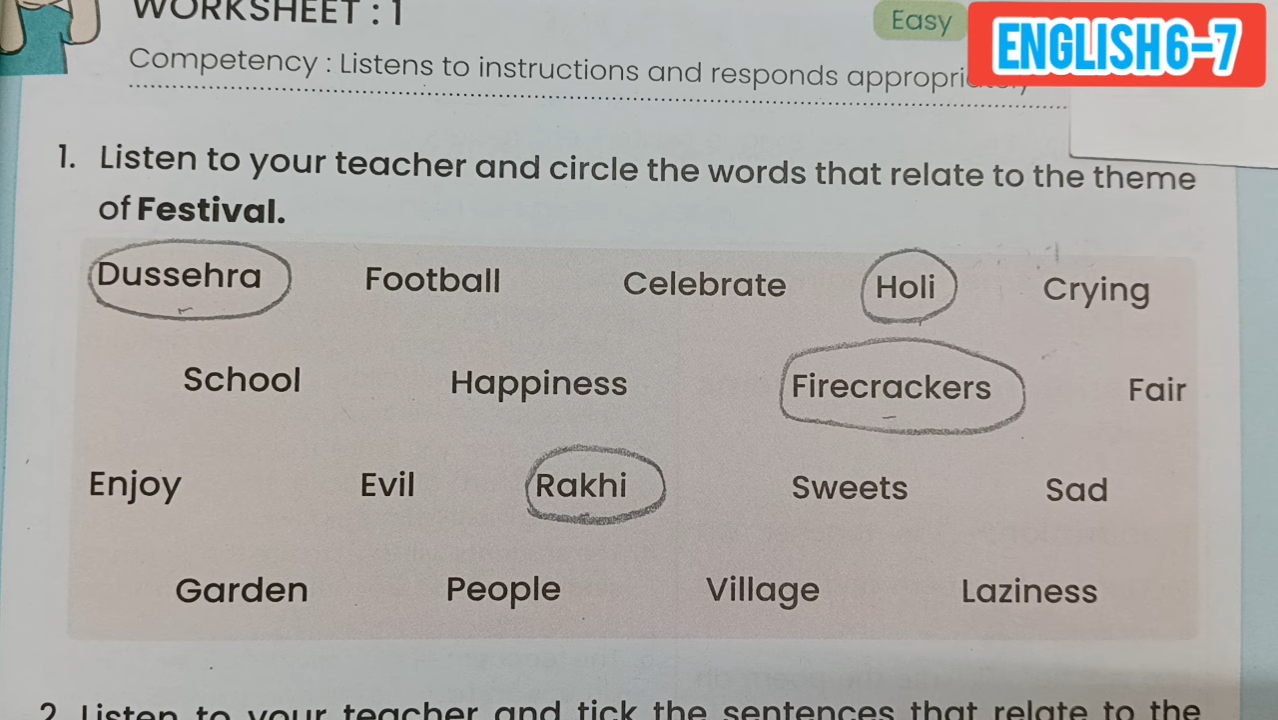 WORKSHEET : 1
Easy
ENGLISH 6-7
Competency : Listens to instructions and responds
1. Listen to your teacher and circle the words that relate to the theme
of Festival.
Dussehra Football Celebrate Holi Crying
School Happiness Firecrackers Fair
Enjoy Evil Rakhi Sweets Sad
Garden People Village Laziness
2. Listen to your teacher and tick the sentences that relate to the